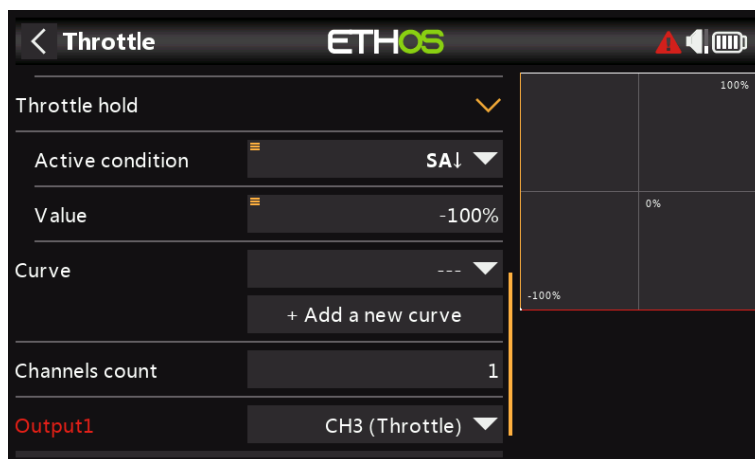 Throttle
ETHOS
Throttle hold
Active condition
SA↓
Value
-100%
Curve
---
+ Add a new curve
Channels count
1
Output1
CH3 (Throttle)
100%
0%
-100%